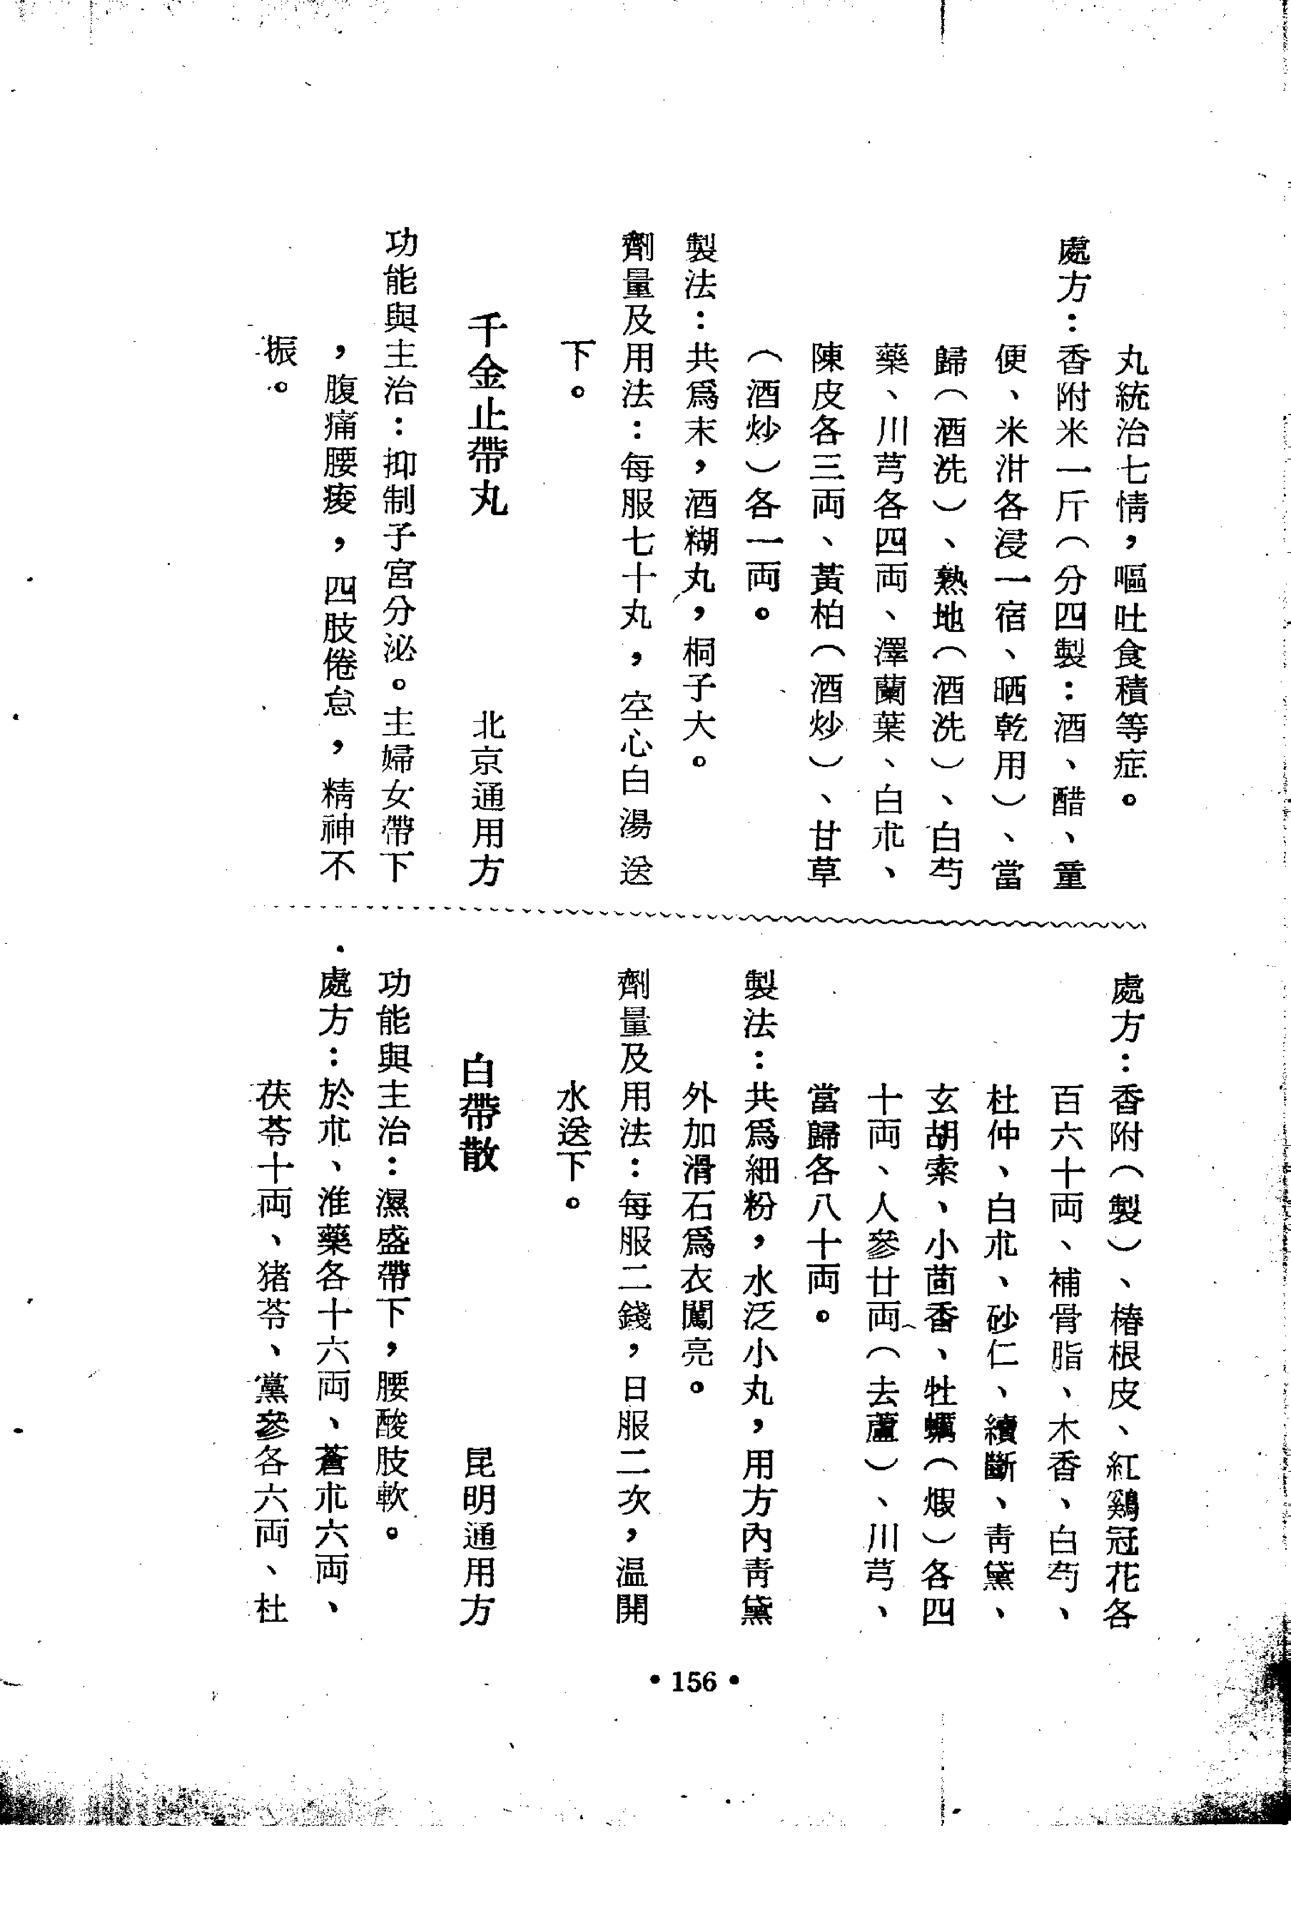 丸統治七情，嘔吐食積等症。
處方：香附米一斤（分四製：酒、醋、童
便、米泔各浸一宿、晒乾用）、當
歸（酒洗）、熟地（酒洗）、白芍
藥、川芎各四両、澤蘭葉、白朮、
陳皮各三両、黃柏（酒炒）、甘草
（酒炒）各一両。
製法：共爲末，酒糊丸，桐子大。
劑量及用法：每服七十丸，空心白湯送
下。
千金止帶丸　北京通用方
功能與主治：抑制子宮分泌。主婦女帶下
，腹痛腰痠，四肢倦怠，精神不
振。
處方：香附（製）、椿根皮、紅鷄冠花各
百六十両、補骨脂、木香、白芍、
杜仲、白朮、砂仁、續斷、靑黛、
玄胡索、小茴香、牡蠣（煆）各四
十両、人參廿両（去蘆）、川芎、
當歸各八十両。
製法：共爲細粉，水泛小丸，用方內靑黛
外加滑石爲衣闖亮。
劑量及用法：每服二錢，日服二次，温開
水送下。
白帶散　昆明通用方
功能與主治：濕盛帶下，腰酸肢軟。
處方：於朮、淮藥各十六両、蒼朮六両、
茯苓十両、猪苓、黨參各六両、杜
• 156 •